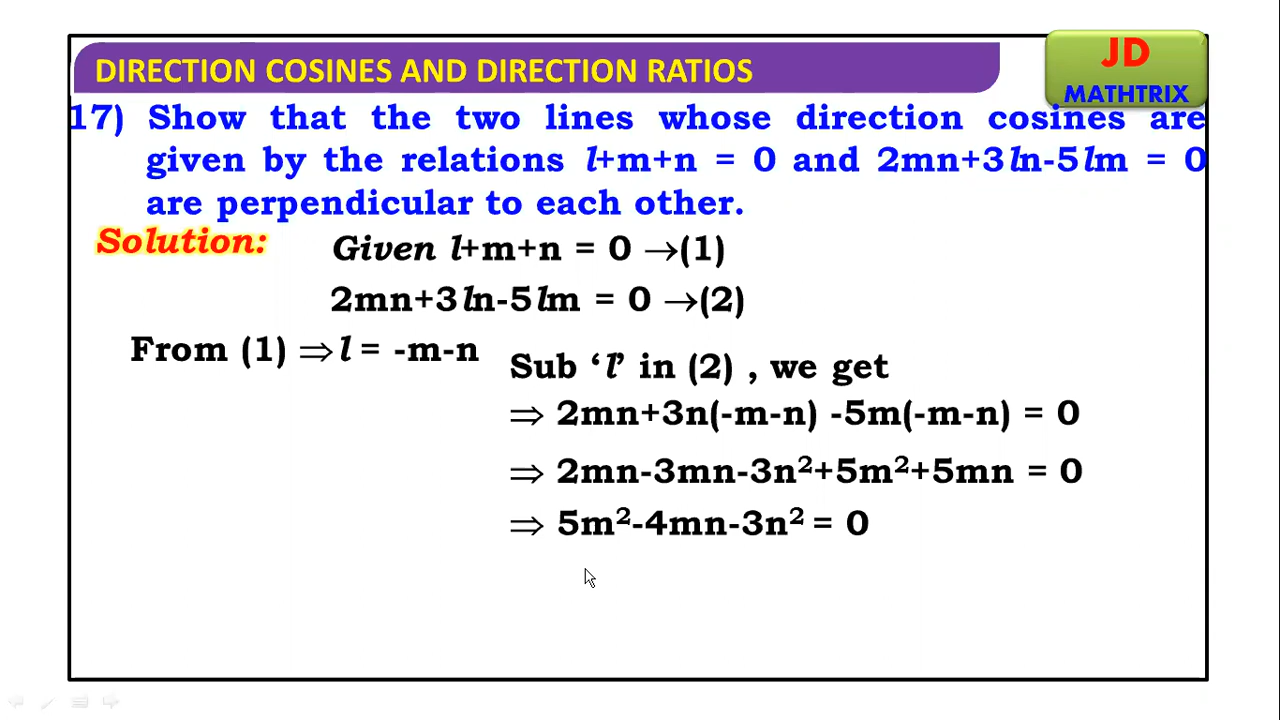 DIRECTION COSINES AND DIRECTION RATIOS
JD
MATHTRIX
17) Show that the two lines whose direction cosines are
given by the relations l+m+n = 0 and 2mn+3ln-5lm = 0
are perpendicular to each other.
Solution:
Given l+m+n = 0 →(1)
2mn+3ln-5lm = 0 →(2)
From (1) ⇒ l = -m-n
Sub ‘l’ in (2) , we get
⇒ 2mn+3n(-m-n) -5m(-m-n) = 0
⇒ 2mn-3mn-3n²+5m²+5mn = 0
⇒ 5m²-4mn-3n² = 0